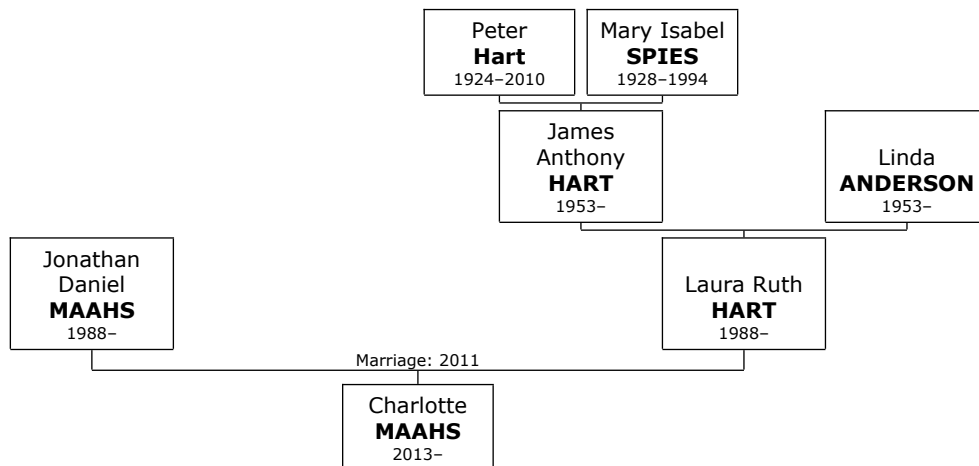 Peter
Hart
1924–2010
Mary Isabel
SPIES
1928–1994
James
Anthony
HART
1953–
Linda
ANDERSON
1953–
Jonathan
Daniel
MAAHS
1988–
Laura Ruth
HART
1988–
Marriage: 2011
Charlotte
MAAHS
2013–